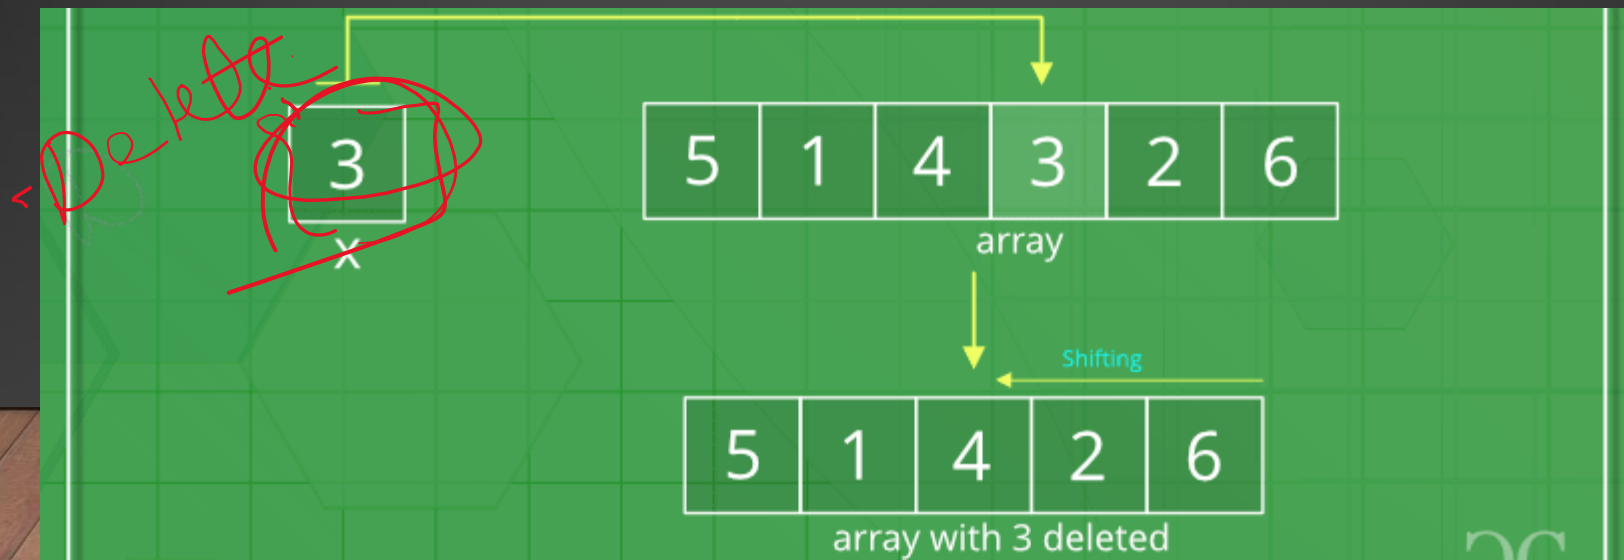 Delete
3
x
5 1 4 3 2 6
array
Shifting
5 1 4 2 6
array with 3 deleted